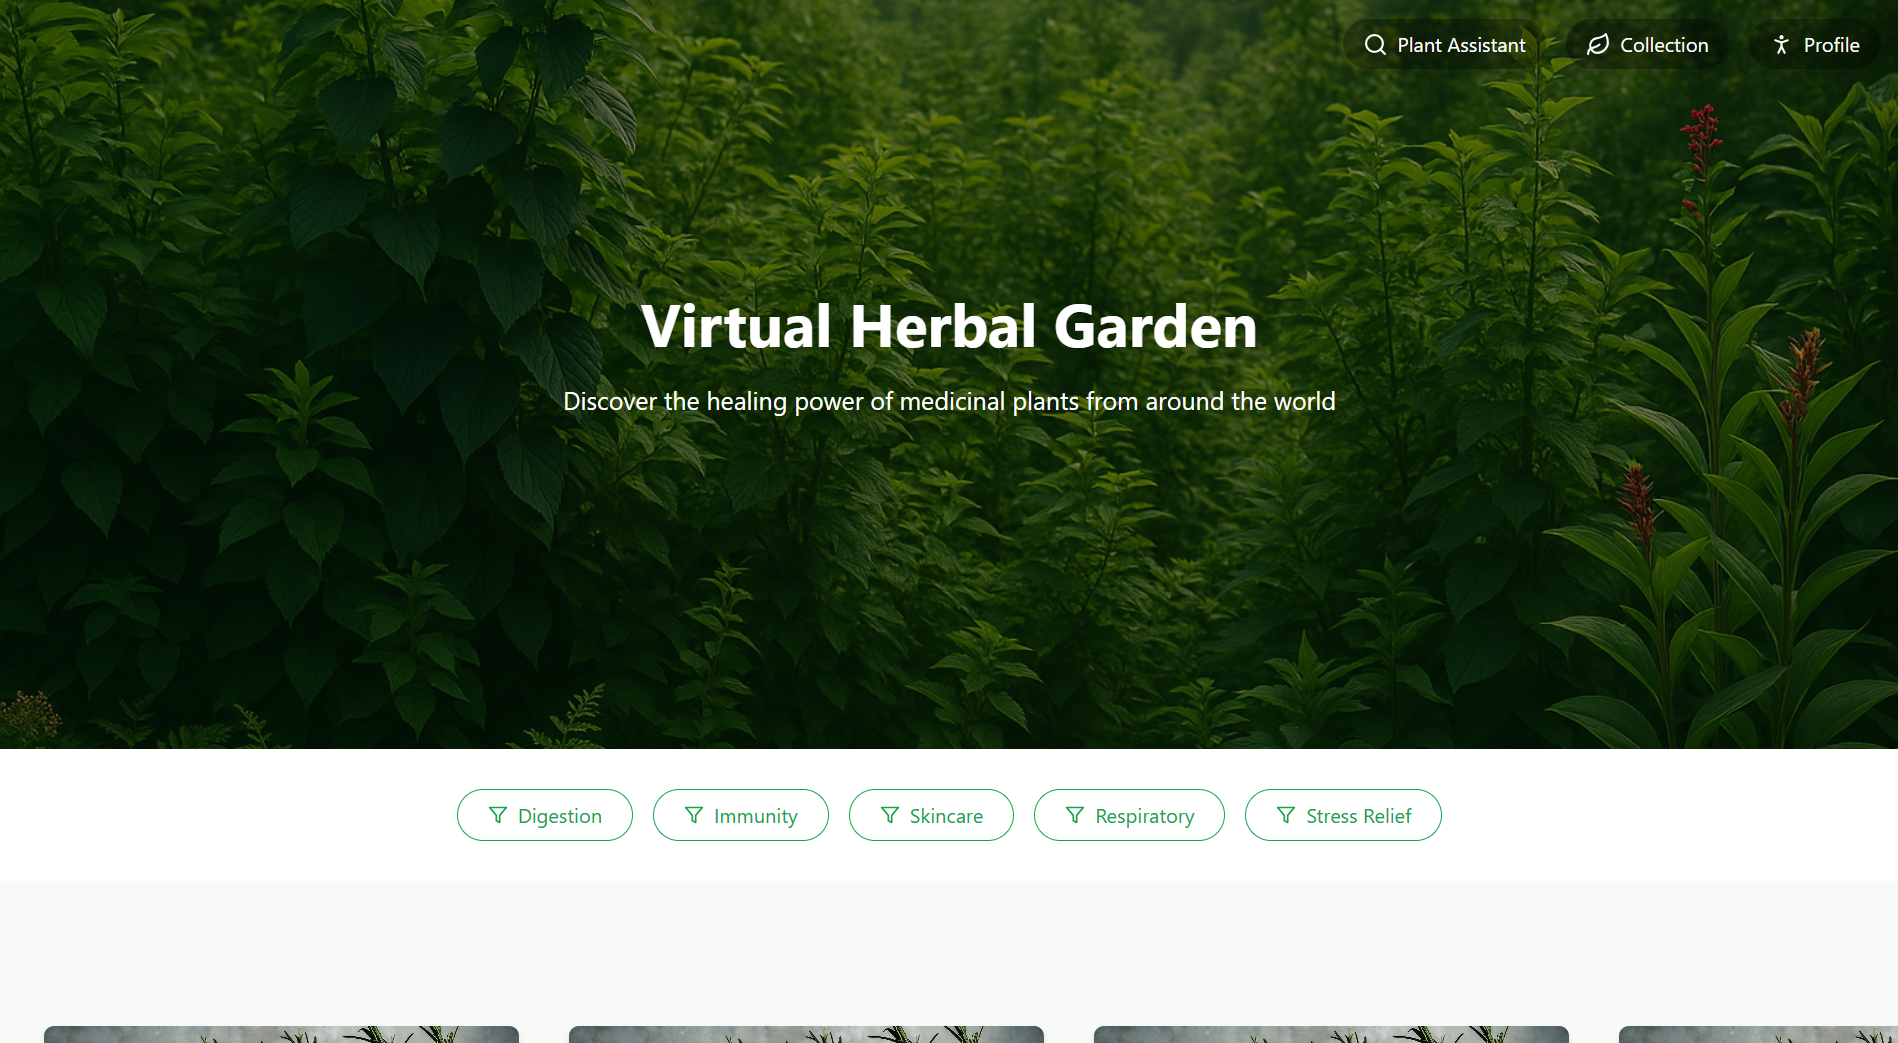 Plant Assistant
Collection
Profile
Virtual Herbal Garden
Discover the healing power of medicinal plants from around the world
Digestion
Immunity
Skincare
Respiratory
Stress Relief